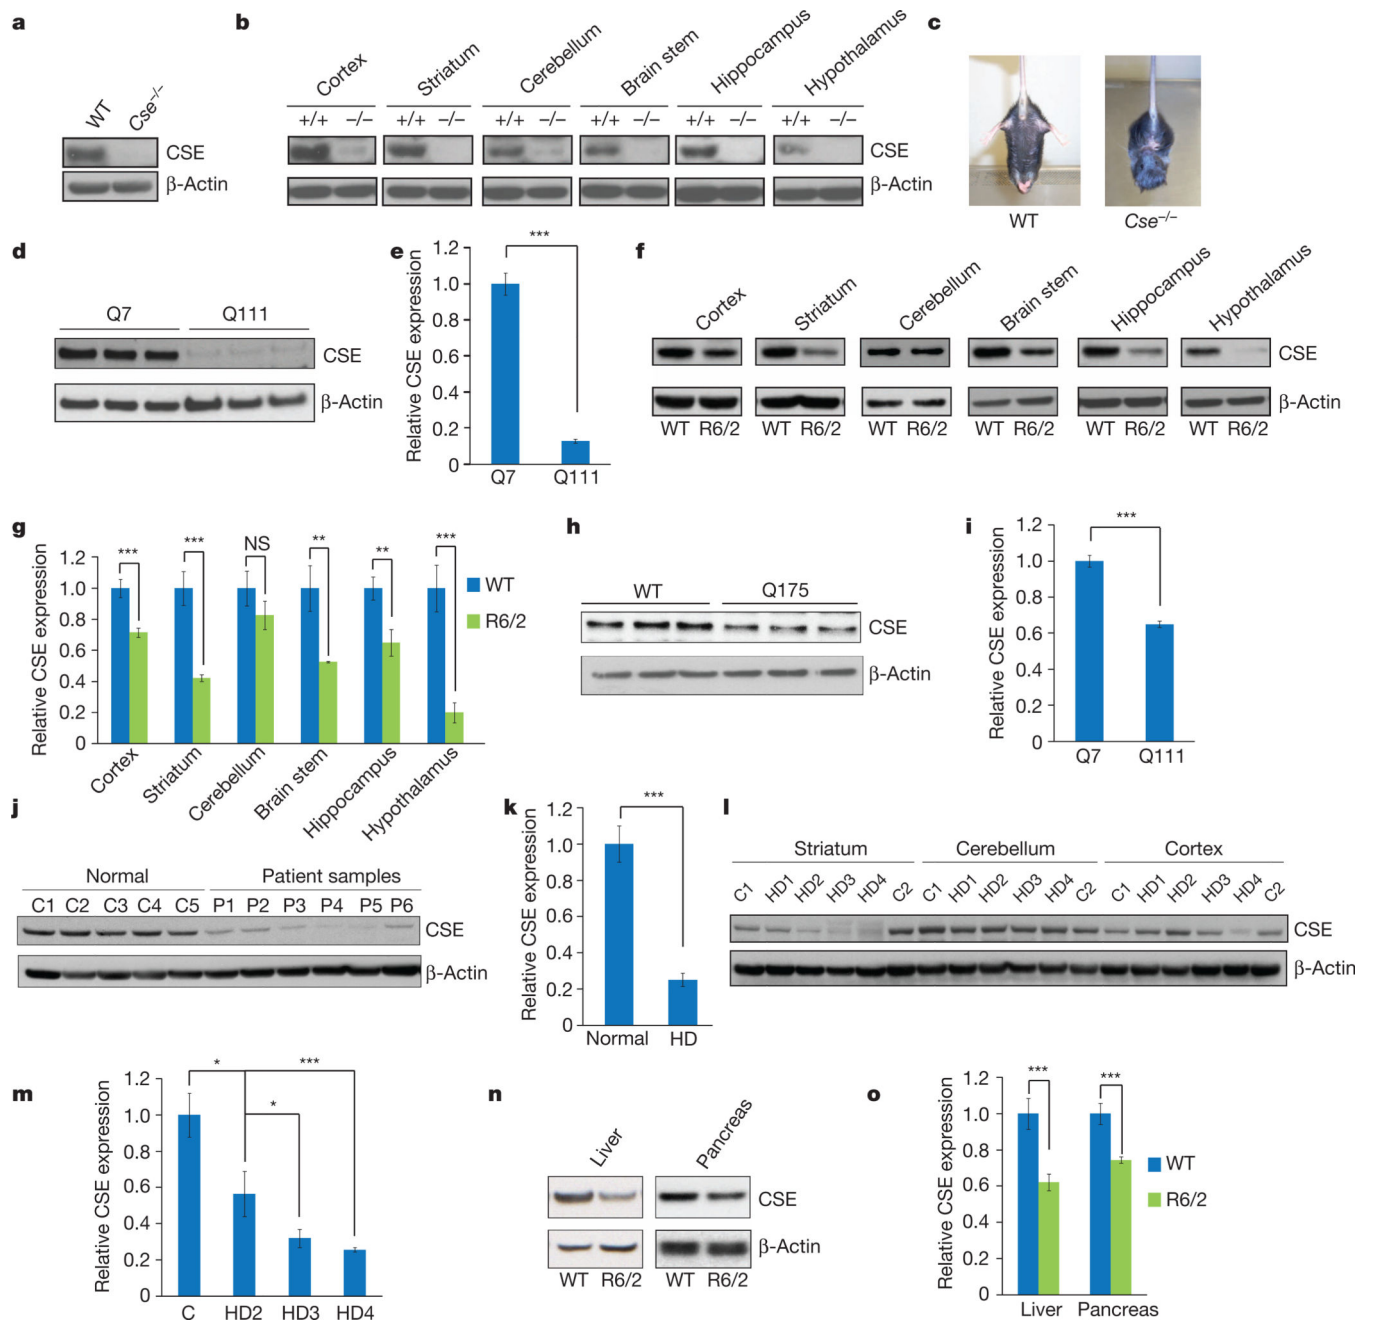 a
WT
Cse–/–
CSE
β-Actin
b
Cortex
Striatum
Cerebellum
Brain stem
Hippocampus
Hypothalamus
+/+ –/– +/+ –/– +/+ –/– +/+ –/– +/+ –/– +/+ –/–
CSE
β-Actin
c
WT
Cse–/–
d
Q7 Q111
CSE
β-Actin
e
Relative CSE expression
***
1.2
1.0
0.8
0.6
0.4
0.2
0
Q7 Q111
f
Cortex
Striatum
Cerebellum
Brain stem
Hippocampus
Hypothalamus
CSE
β-Actin
WT R6/2 WT R6/2 WT R6/2 WT R6/2 WT R6/2 WT R6/2
g
Relative CSE expression
*** *** NS ** ** ***
1.2
1.0
0.8
0.6
0.4
0.2
0
WT
R6/2
Cortex
Striatum
Cerebellum
Brain stem
Hippocampus
Hypothalamus
h
WT Q175
CSE
β-Actin
i
Relative CSE expression
***
1.2
1.0
0.8
0.6
0.4
0.2
0
Q7 Q111
j
Normal Patient samples
C1 C2 C3 C4 C5 P1 P2 P3 P4 P5 P6
CSE
β-Actin
k
Relative CSE expression
***
1.2
1.0
0.8
0.6
0.4
0.2
0
Normal HD
l
Striatum Cerebellum Cortex
C1 HD1 HD2 HD3 HD4 C2 C1 HD1 HD2 HD3 HD4 C2 C1 HD1 HD2 HD3 HD4 C2
CSE
β-Actin
m
Relative CSE expression
* ***
*
1.2
1.0
0.8
0.6
0.4
0.2
0
C HD2 HD3 HD4
n
Liver
Pancreas
CSE
β-Actin
WT R6/2 WT R6/2
o
Relative CSE expression
*** ***
1.2
1.0
0.8
0.6
0.4
0.2
0
WT
R6/2
Liver Pancreas